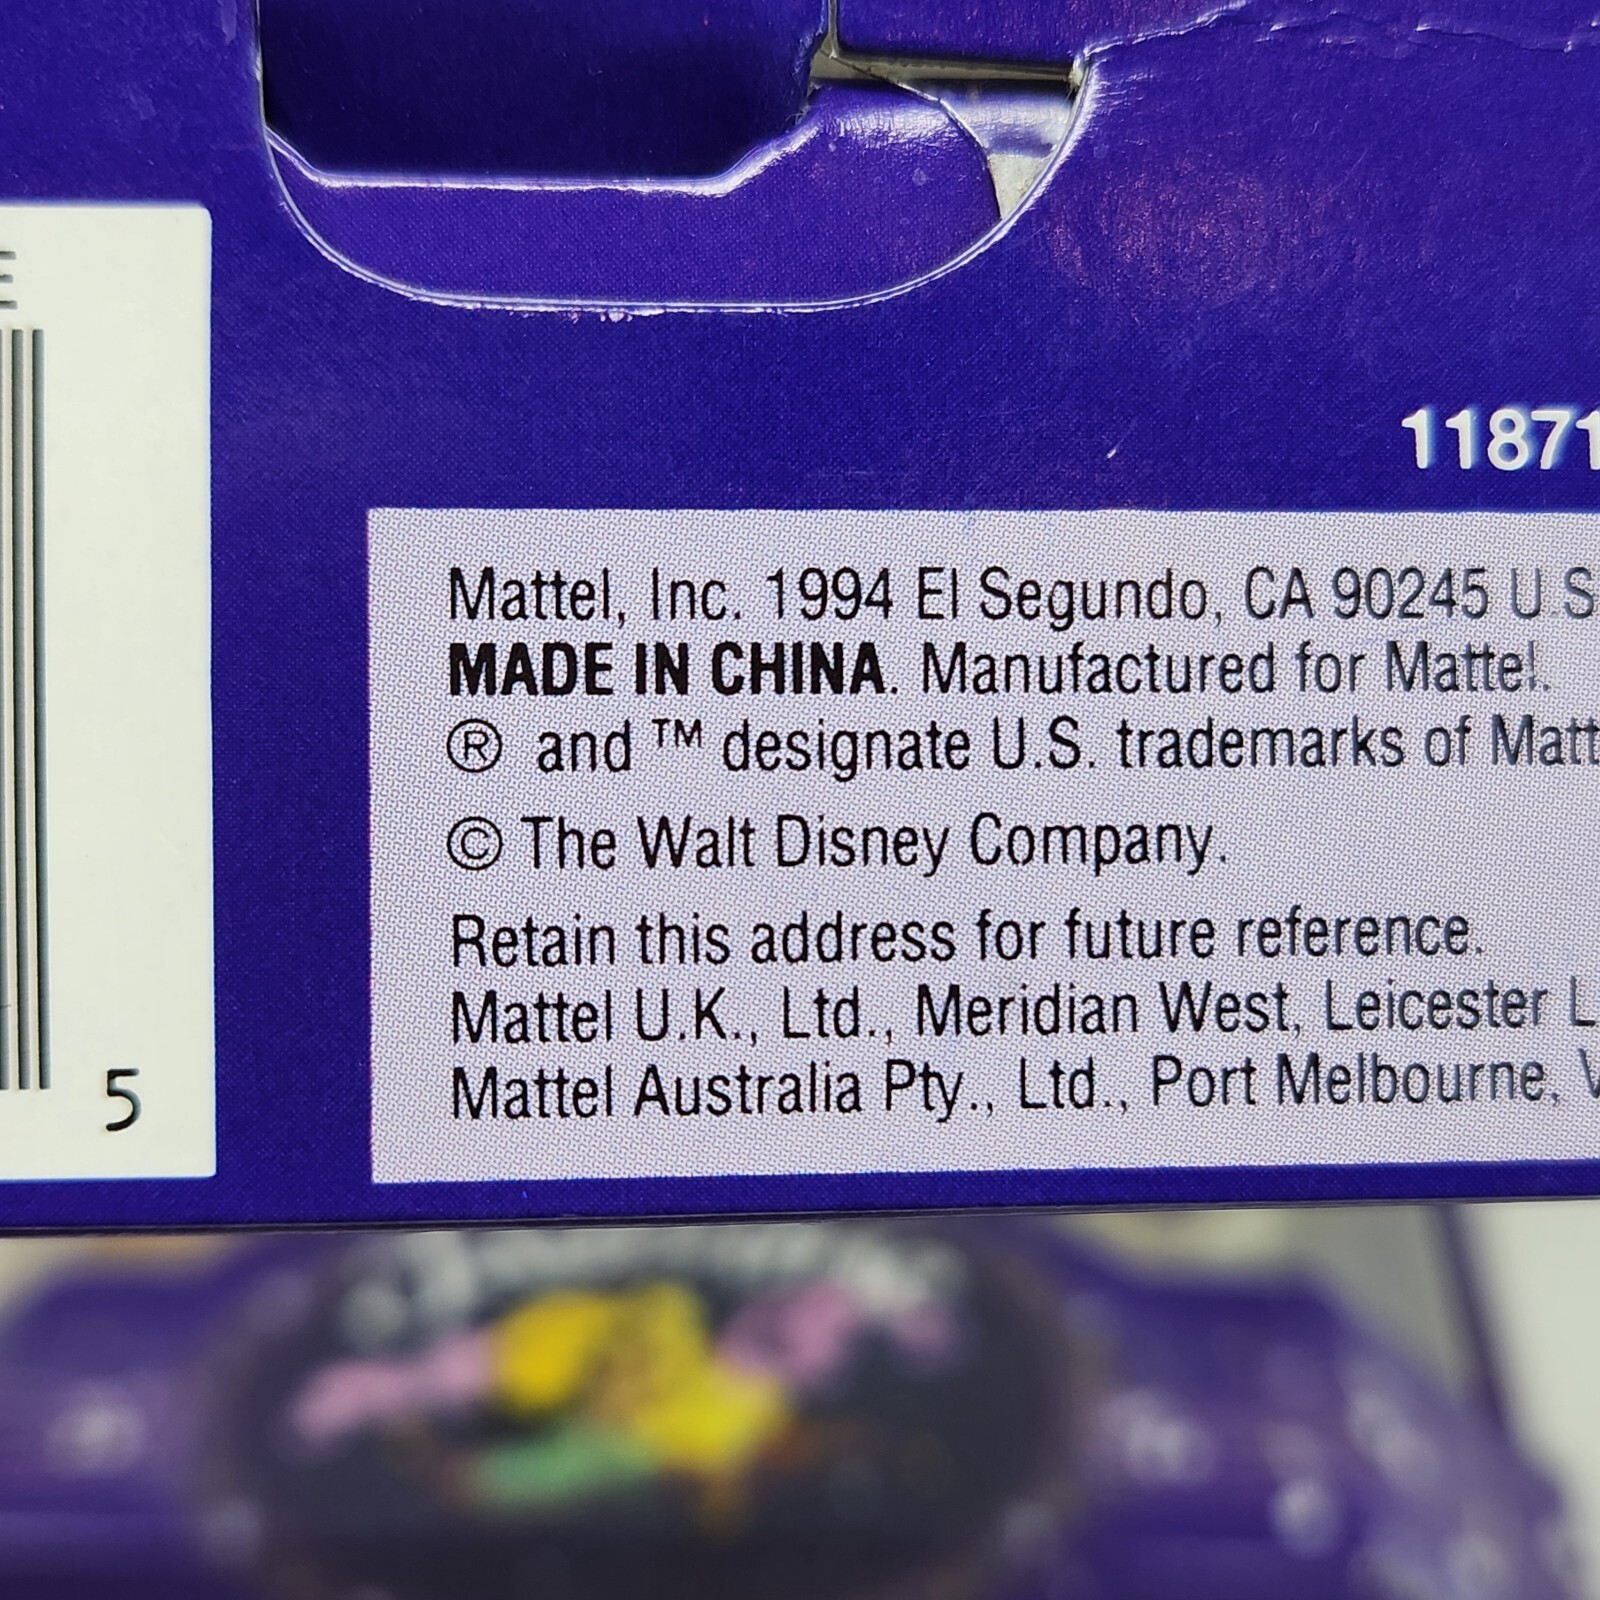 E
11871
Mattel, Inc. 1994 El Segundo, CA 90245 U S
MADE IN CHINA. Manufactured for Mattel.
® and ™ designate U.S. trademarks of Matt
© The Walt Disney Company.
Retain this address for future reference.
Mattel U.K., Ltd., Meridian West, Leicester L
Mattel Australia Pty., Ltd., Port Melbourne, V
5